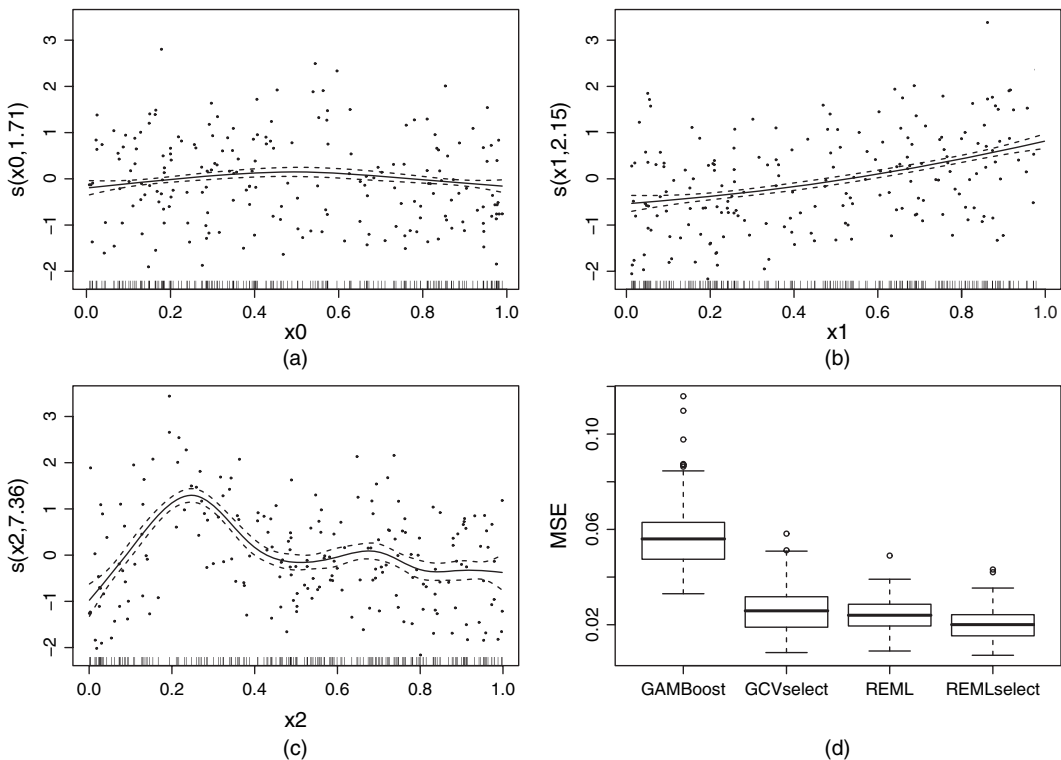 s(x0,1.71)
3
2
1
0
−1
−2
0.0 0.2 0.4 0.6 0.8 1.0
x0
(a)
s(x1,2.15)
3
2
1
0
−1
−2
0.0 0.2 0.4 0.6 0.8 1.0
x1
(b)
s(x2,7.36)
3
2
1
0
−1
−2
0.0 0.2 0.4 0.6 0.8 1.0
x2
(c)
MSE
0.10
0.06
0.02
GAMBoost GCVselect REML REMLselect
(d)